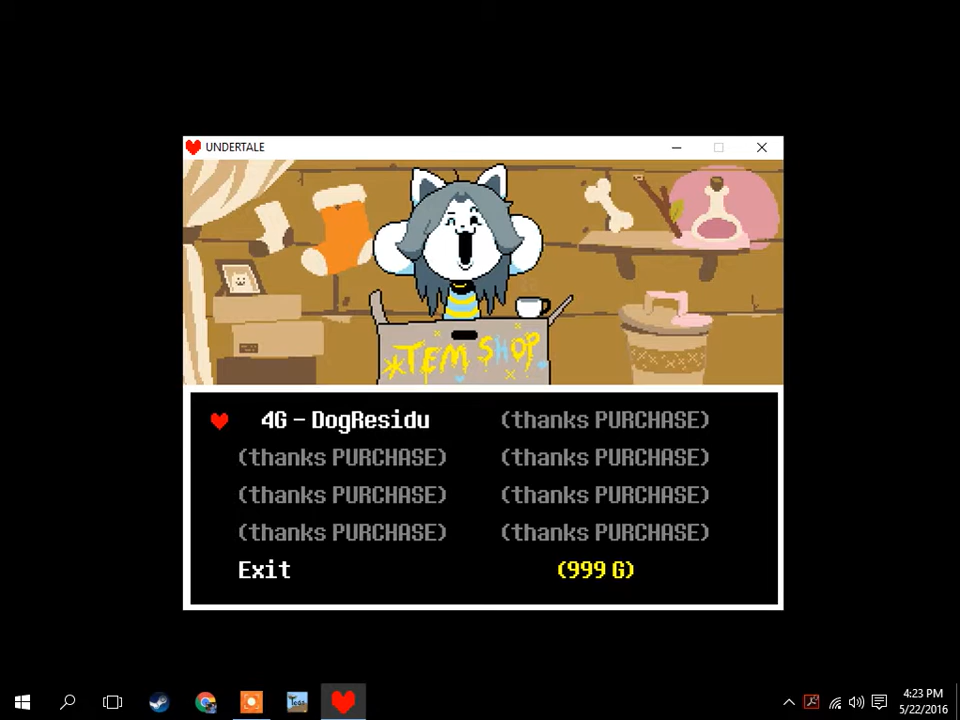 UNDERTALE
*TEM SHOP
4G - DogResidu
(thanks PURCHASE)
(thanks PURCHASE)
(thanks PURCHASE)
(thanks PURCHASE)
(thanks PURCHASE)
(thanks PURCHASE)
(thanks PURCHASE)
Exit
(999 G)
4:23 PM
5/22/2016